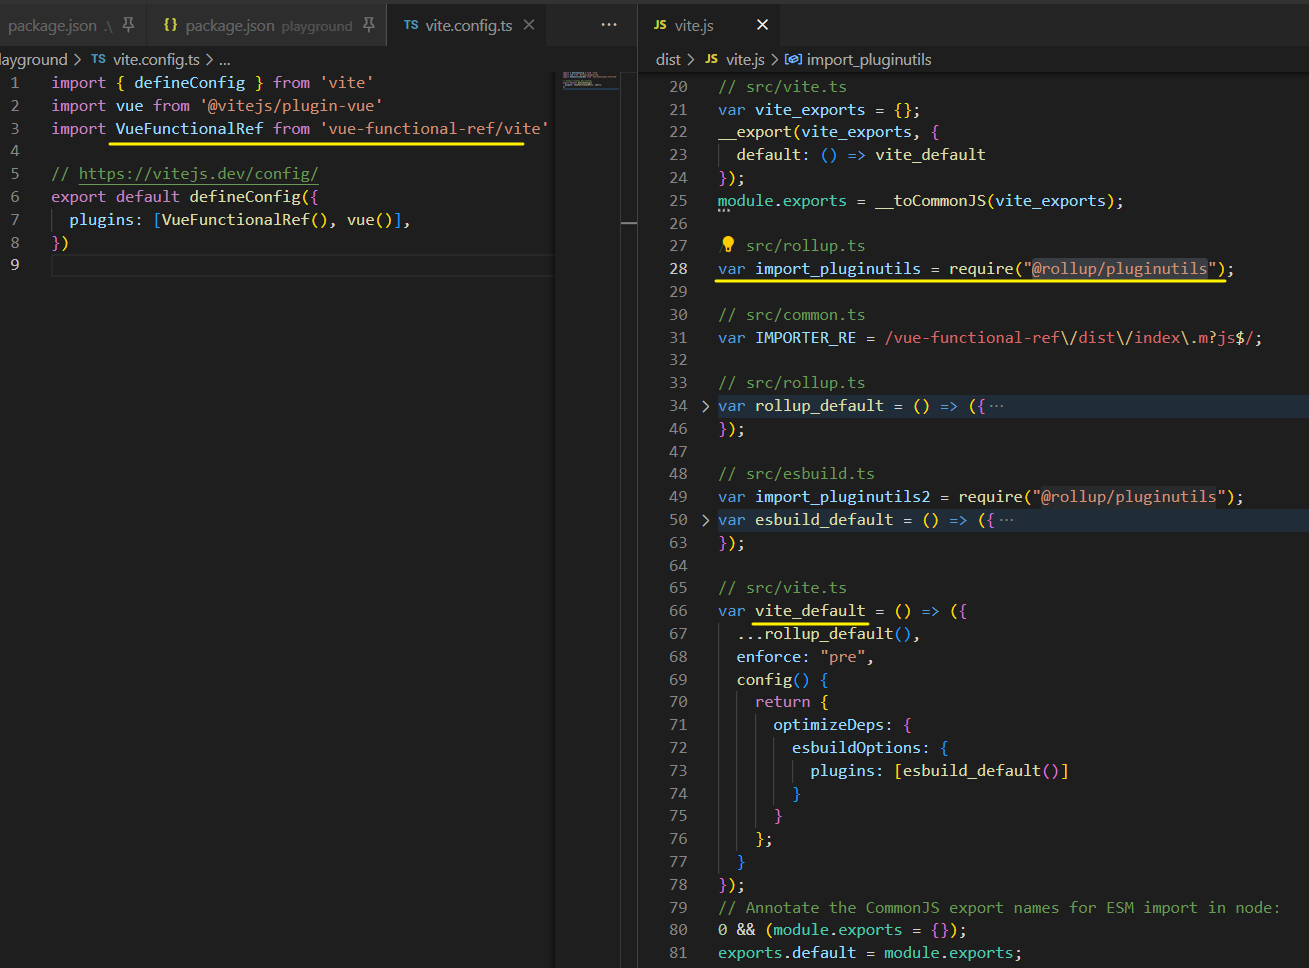 package.json .\
{} package.json playground
TS vite.config.ts
layground > TS vite.config.ts > ...
1 import { defineConfig } from 'vite'
2 import vue from '@vitejs/plugin-vue'
3 import VueFunctionalRef from 'vue-functional-ref/vite'
4
5 // https://vitejs.dev/config/
6 export default defineConfig({
7 plugins: [VueFunctionalRef(), vue()],
8 })
9
JS vite.js
dist > JS vite.js > import_pluginutils
20 // src/vite.ts
21 var vite_exports = {};
22 __export(vite_exports, {
23 default: () => vite_default
24 });
25 module.exports = __toCommonJS(vite_exports);
26
27 src/rollup.ts
28 var import_pluginutils = require("@rollup/pluginutils");
29
30 // src/common.ts
31 var IMPORTER_RE = /vue-functional-ref\/dist\/index\.m?js$/;
32
33 // src/rollup.ts
34 > var rollup_default = () => ({ ···
46 });
47
48 // src/esbuild.ts
49 var import_pluginutils2 = require("@rollup/pluginutils");
50 > var esbuild_default = () => ({ ···
63 });
64
65 // src/vite.ts
66 var vite_default = () => ({
67 ...rollup_default(),
68 enforce: "pre",
69 config() {
70 return {
71 optimizeDeps: {
72 esbuildOptions: {
73 plugins: [esbuild_default()]
74 }
75 }
76 };
77 }
78 });
79 // Annotate the CommonJS export names for ESM import in node:
80 0 && (module.exports = {});
81 exports.default = module.exports;